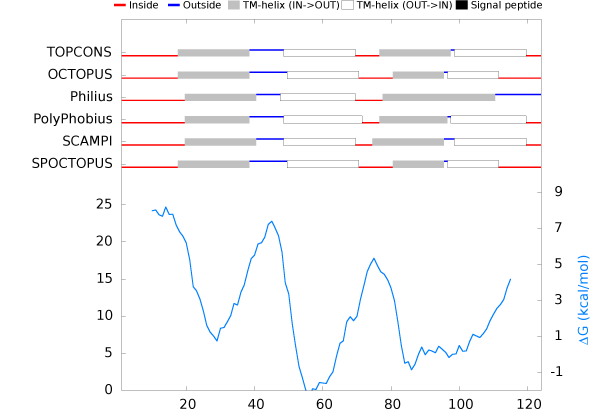 Inside Outside TM-helix (IN->OUT) TM-helix (OUT->IN) Signal peptide
TOPCONS
OCTOPUS
Philius
PolyPhobius
SCAMPI
SPOCTOPUS
25
20
15
10
5
0
9
7
5
3
1
-1
ΔG (kcal/mol)
20 40 60 80 100 120